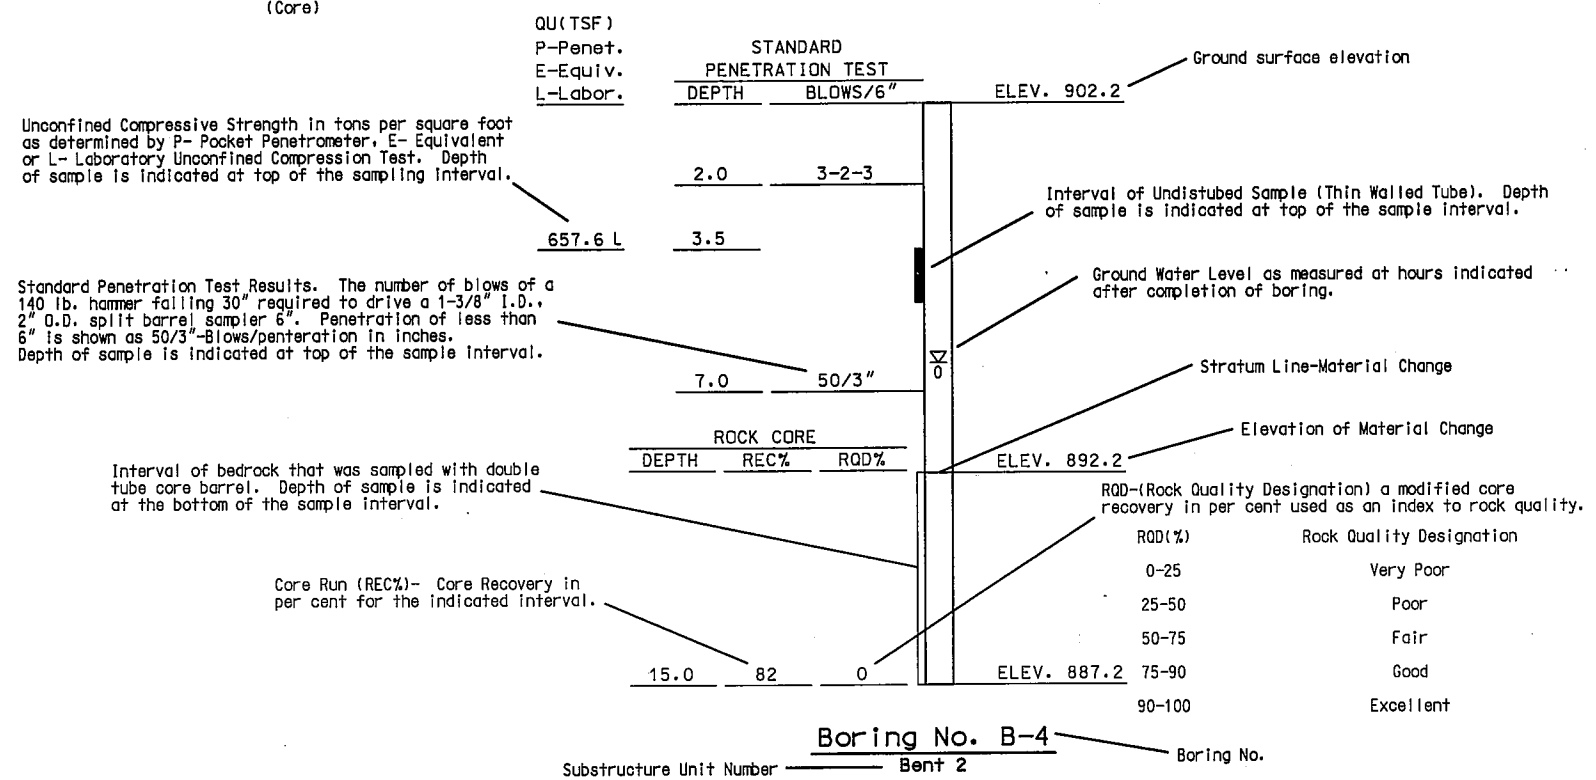 (Core)
QU(TSF)
P-Penet.
E-Equiv.
L-Labor.
STANDARD
PENETRATION TEST
DEPTH BLOWS/6"
ELEV. 902.2
Ground surface elevation
Unconfined Compressive Strength in tons per square foot
as determined by P- Pocket Penetrometer, E- Equivalent
or L- Laboratory Unconfined Compression Test. Depth
of sample is indicated at top of the sampling interval.
2.0 3-2-3
Interval of Undistubed Sample (Thin Walled Tube). Depth
of sample is indicated at top of the sample interval.
657.6 L 3.5
Ground Water Level as measured at hours indicated
after completion of boring.
Standard Penetration Test Results. The number of blows of a
140 lb. hammer falling 30" required to drive a 1-3/8" I.D.,
2" O.D. split barrel sampler 6". Penetration of less than
6" is shown as 50/3"-Blows/penteration in inches.
Depth of sample is indicated at top of the sample interval.
0
Stratum Line-Material Change
7.0 50/3"
Elevation of Material Change
ROCK CORE
DEPTH REC% RQD%
ELEV. 892.2
Interval of bedrock that was sampled with double
tube core barrel. Depth of sample is indicated
at the bottom of the sample interval.
RQD-(Rock Quality Designation) a modified core
recovery in per cent used as an index to rock quality.
RQD(%) Rock Quality Designation
0-25 Very Poor
25-50 Poor
50-75 Fair
75-90 Good
90-100 Excellent
Core Run (REC%)- Core Recovery in
per cent for the indicated interval.
15.0 82 0
ELEV. 887.2
Boring No. B-4
Boring No.
Substructure Unit Number
Bent 2